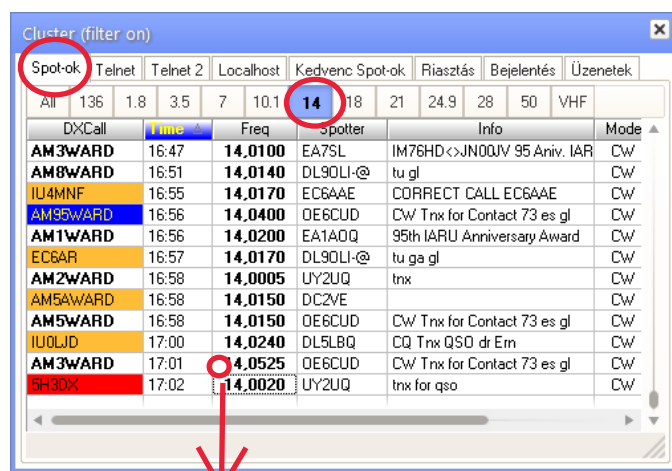 Cluster (filter on)
Spot-ok Telnet Telnet 2 Localhost Kedvenc Spot-ok Riasztás Bejelentés Üzenetek
All 136 1.8 3.5 7 10.1 14 18 21 24.9 28 50 VHF
DXCall Time Freq Spotter Info Mode
AM3WARD 16:47 14,0100 EA7SL IM76HD<>JN00JV 95 Aniv. IAR CW
AM8WARD 16:51 14,0140 DL9OLI-@ tu gl CW
IU4MNF 16:55 14,0170 EC6AAE CORRECT CALL EC6AAE CW
AM95WARD 16:56 14,0400 OE6CUD CW Tnx for Contact 73 es gl CW
AM1WARD 16:56 14,0200 EA1AOQ 95th IARU Anniversary Award CW
EC6AR 16:57 14,0170 DL9OLI-@ tu ga gl CW
AM2WARD 16:58 14,0005 UY2UQ tnx CW
AM5AWARD 16:58 14,0150 DC2VE CW
AM5WARD 16:58 14,0150 OE6CUD CW Tnx for Contact 73 es gl CW
IU0LJD 17:00 14,0240 DL5LBQ CQ Tnx QSO dr Ern CW
AM3WARD 17:01 14,0525 OE6CUD CW Tnx for Contact 73 es gl CW
5H3DX 17:02 14,0020 UY2UQ tnx for qso CW